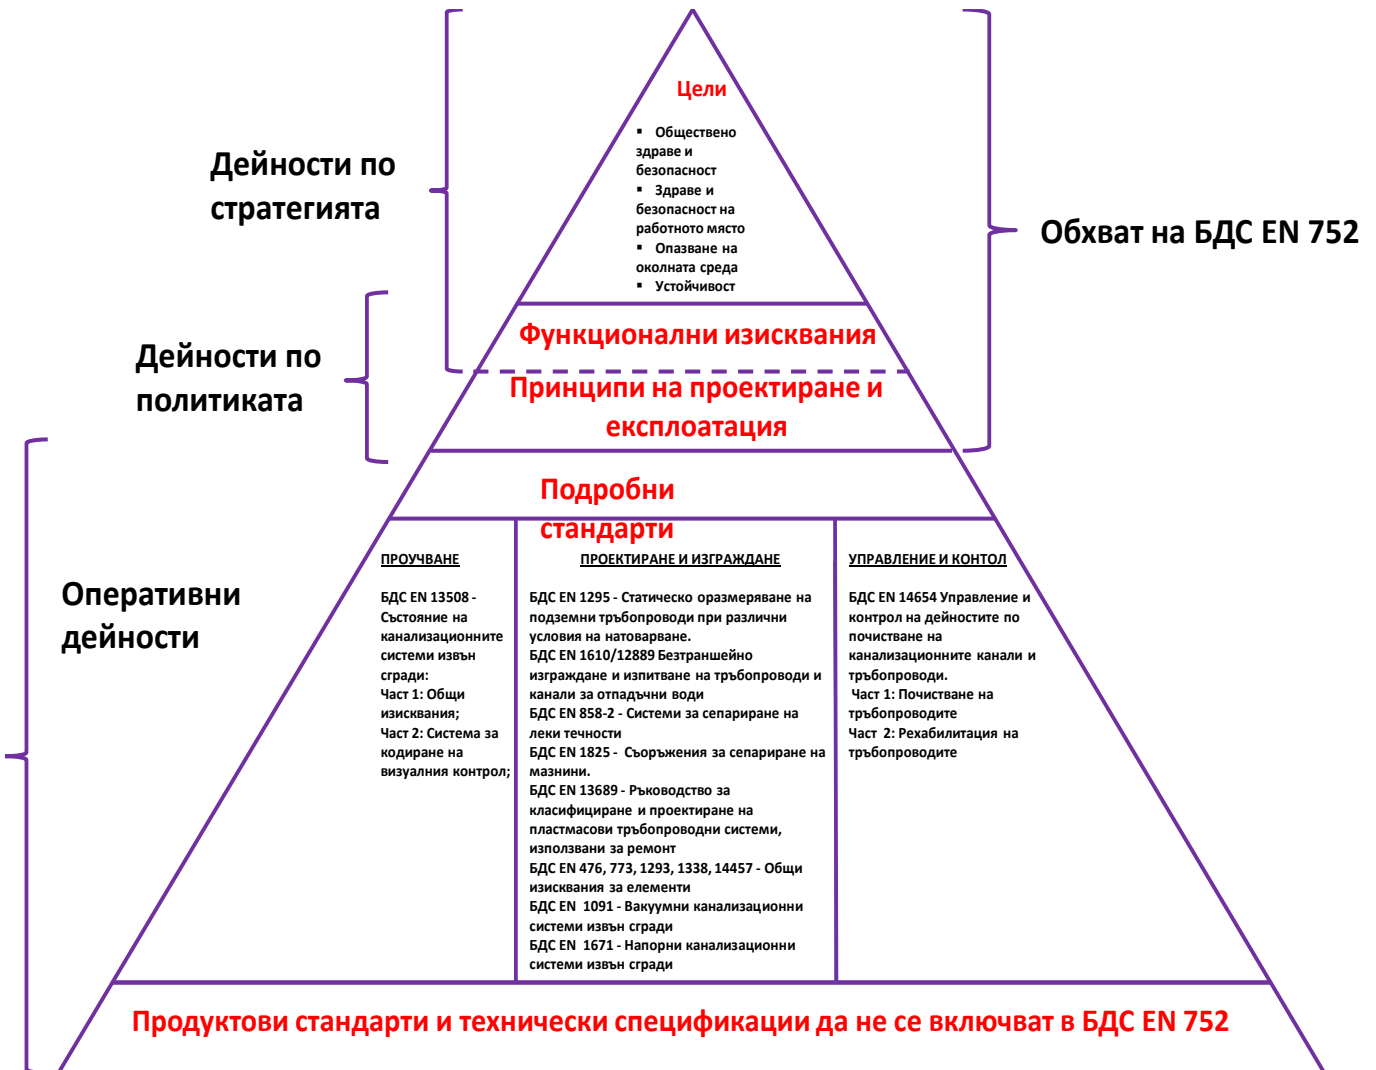 Цели
▪ Обществено
здраве и
безопасност
▪ Здраве и
безопасност на
работното място
▪ Опазване на
околната среда
▪ Устойчивост
Дейности по
стратегията
Обхват на БДС EN 752
Функционални изисквания
Дейности по
политиката
Принципи на проектиране и
експлоатация
Подробни
стандарти
Оперативни
дейности
ПРОУЧВАНЕ
БДС EN 13508 -
Състояние на
канализационните
системи извън
сгради:
Част 1: Общи
изисквания;
Част 2: Система за
кодиране на
визуалния контрол;
ПРОЕКТИРАНЕ И ИЗГРАЖДАНЕ
БДС EN 1295 - Статическо оразмеряване на
подземни тръбопроводи при различни
условия на натоварване.
БДС EN 1610/12889 Безтраншейно
изграждане и изпитване на тръбопроводи и
канали за отпадъчни води
БДС EN 858-2 - Системи за сепариране на
леки течности
БДС EN 1825 - Съоръжения за сепариране на
мазнини.
БДС EN 13689 - Ръководство за
класифициране и проектиране на
пластмасови тръбопроводни системи,
използвани за ремонт
БДС EN 476, 773, 1293, 1338, 14457 - Общи
изисквания за елементи
БДС EN 1091 - Вакуумни канализационни
системи извън сгради
БДС EN 1671 - Напорни канализационни
системи извън сгради
УПРАВЛЕНИЕ И КОНТОЛ
БДС EN 14654 Управление и
контрол на дейностите по
почистване на
канализационните канали и
тръбопроводи.
Част 1: Почистване на
тръбопроводите
Част 2: Рехабилитация на
тръбопроводите
Продуктови стандарти и технически спецификации да не се включват в БДС EN 752